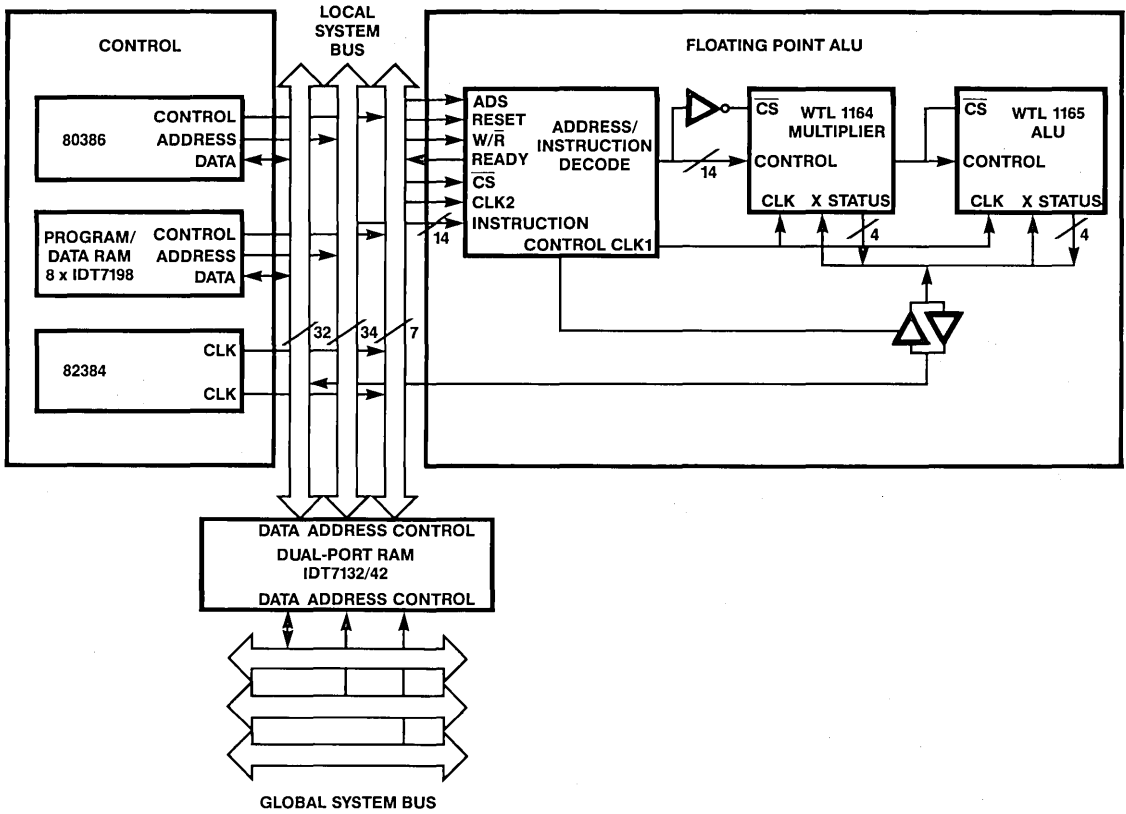 CONTROL
80386
CONTROL
ADDRESS
DATA
PROGRAM/
DATA RAM
8 x IDT7198
CONTROL
ADDRESS
DATA
82384
CLK
CLK
LOCAL
SYSTEM
BUS
32
34
7
FLOATING POINT ALU
ADS
RESET
W/R̅
READY
C̅S̅
CLK2
INSTRUCTION
14
ADDRESS/
INSTRUCTION
DECODE
CONTROL CLK1
14
C̅S̅
WTL 1164
MULTIPLIER
CONTROL
CLK X STATUS
4
C̅S̅
WTL 1165
ALU
CONTROL
CLK X STATUS
4
DATA ADDRESS CONTROL
DUAL-PORT RAM
IDT7132/42
DATA ADDRESS CONTROL
GLOBAL SYSTEM BUS